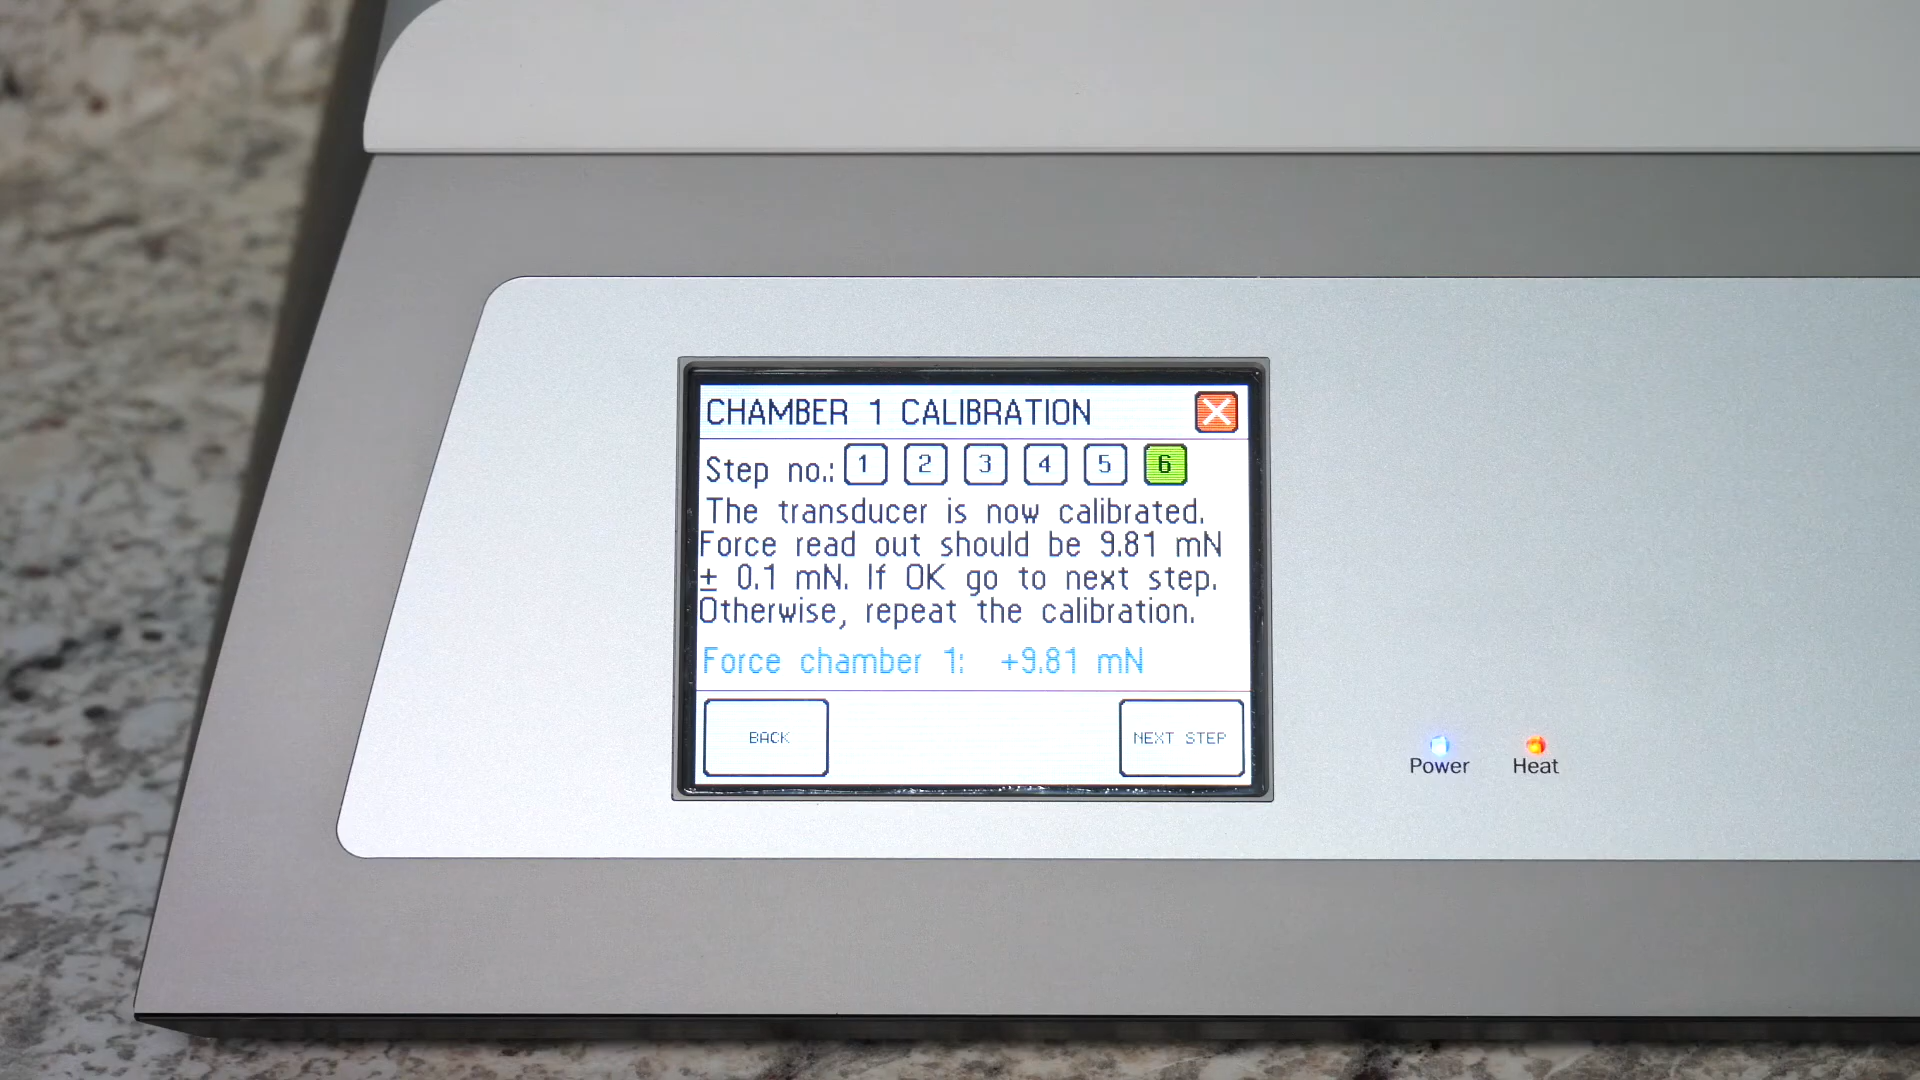 CHAMBER 1 CALIBRATION
Step no.: 1 2 3 4 5 6
The transducer is now calibrated.
Force read out should be 9.81 mN
± 0.1 mN. If OK go to next step.
Otherwise, repeat the calibration.
Force chamber 1: +9.81 mN
BACK NEXT STEP
Power Heat